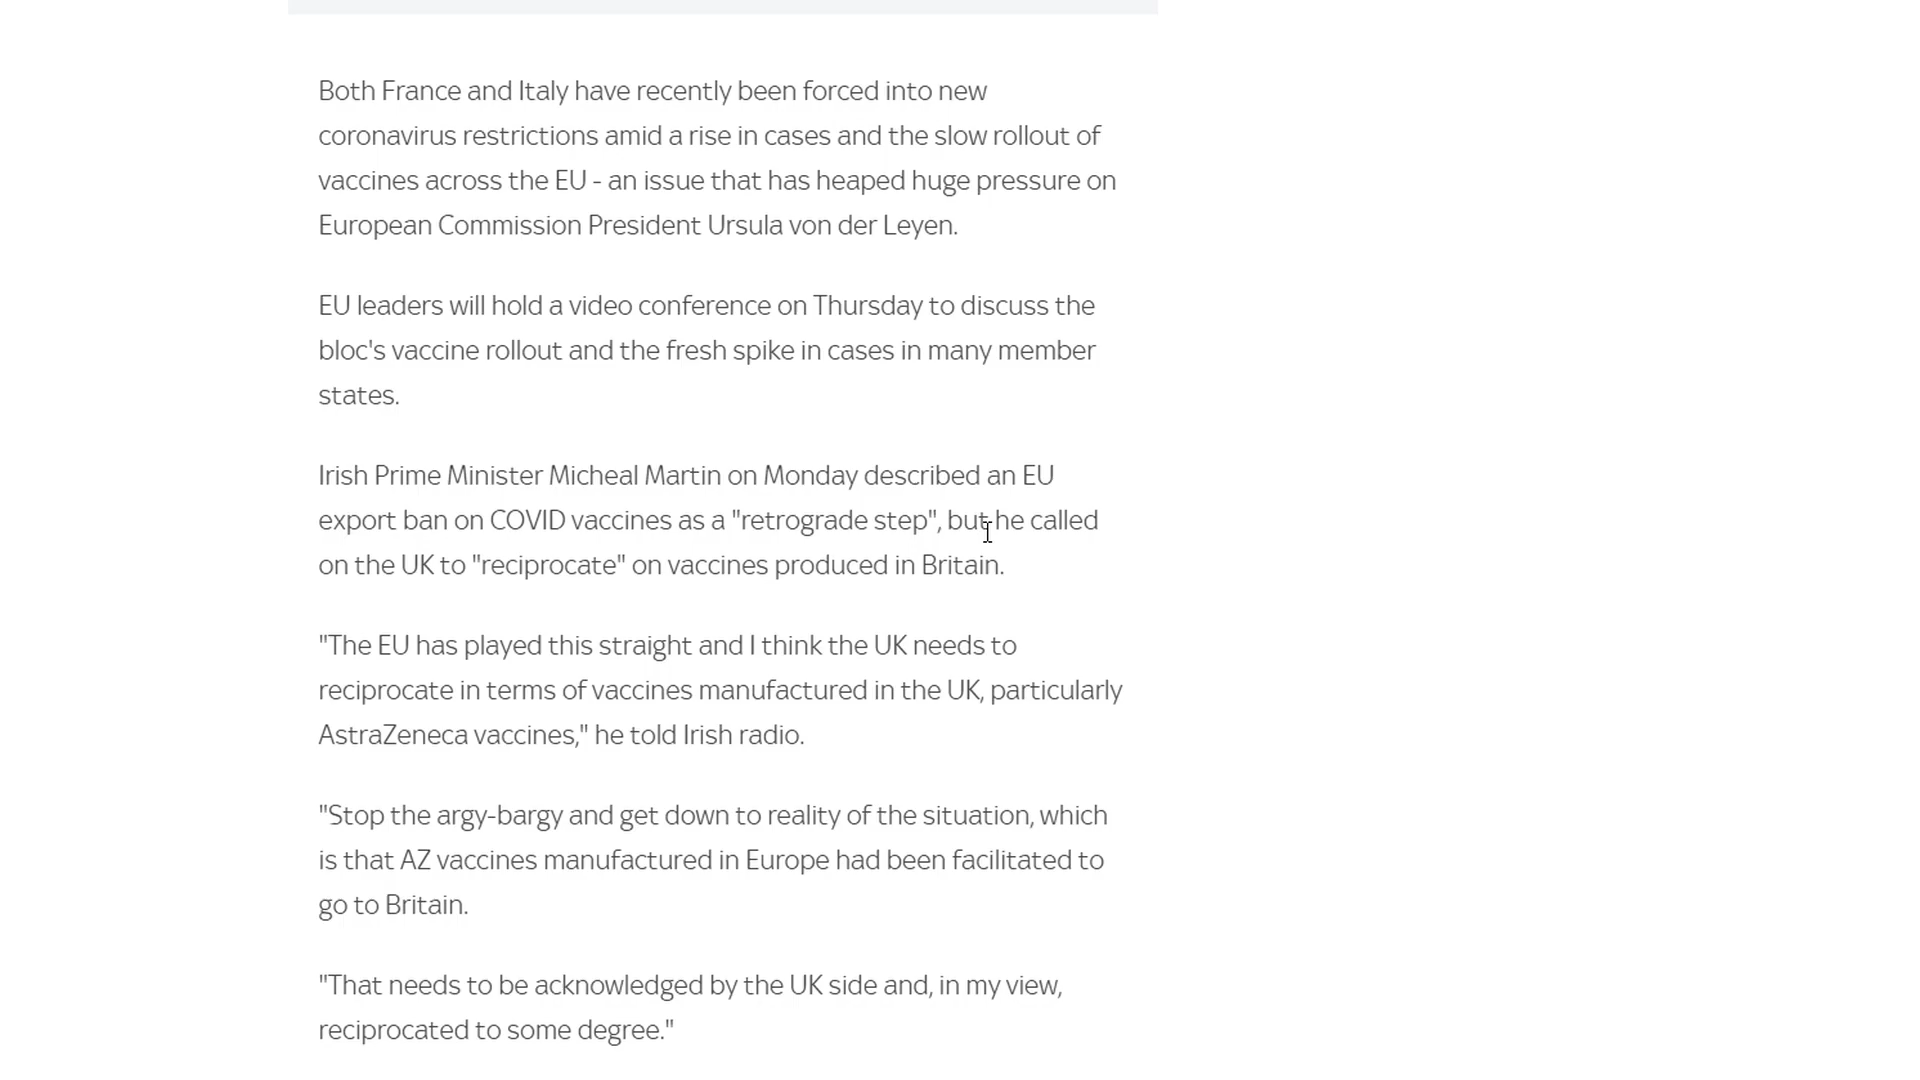 Both France and Italy have recently been forced into new
coronavirus restrictions amid a rise in cases and the slow rollout of
vaccines across the EU - an issue that has heaped huge pressure on
European Commission President Ursula von der Leyen.
EU leaders will hold a video conference on Thursday to discuss the
bloc's vaccine rollout and the fresh spike in cases in many member
states.
Irish Prime Minister Micheal Martin on Monday described an EU
export ban on COVID vaccines as a "retrograde step", but he called
on the UK to "reciprocate" on vaccines produced in Britain.
"The EU has played this straight and I think the UK needs to
reciprocate in terms of vaccines manufactured in the UK, particularly
AstraZeneca vaccines," he told Irish radio.
"Stop the argy-bargy and get down to reality of the situation, which
is that AZ vaccines manufactured in Europe had been facilitated to
go to Britain.
"That needs to be acknowledged by the UK side and, in my view,
reciprocated to some degree."